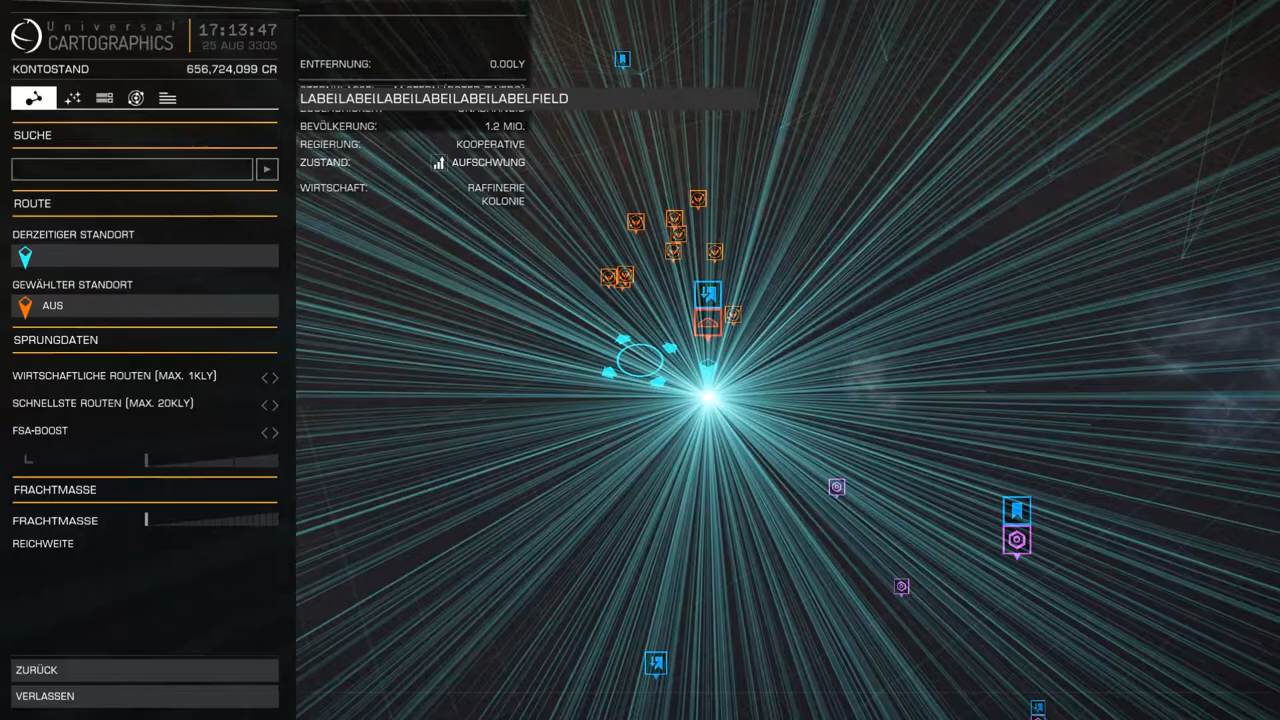 Universal
CARTOGRAPHICS
17:13:47
25 AUG 3305
KONTOSTAND 656,724,099 CR
SUCHE
ROUTE
DERZEITIGER STANDORT
GEWÄHLTER STANDORT
AUS
SPRUNGDATEN
WIRTSCHAFTLICHE ROUTEN (MAX. 1KLY)
SCHNELLSTE ROUTEN (MAX. 20KLY)
FSA-BOOST
FRACHTMASSE
FRACHTMASSE
REICHWEITE
ZURÜCK
VERLASSEN
ENTFERNUNG: 0.00LY
LABEILABEILABEILABEILABEILABELFIELD
BEVÖLKERUNG: 1.2 MIO.
REGIERUNG: KOOPERATIVE
ZUSTAND: AUFSCHWUNG
WIRTSCHAFT: RAFFINERIE
KOLONIE